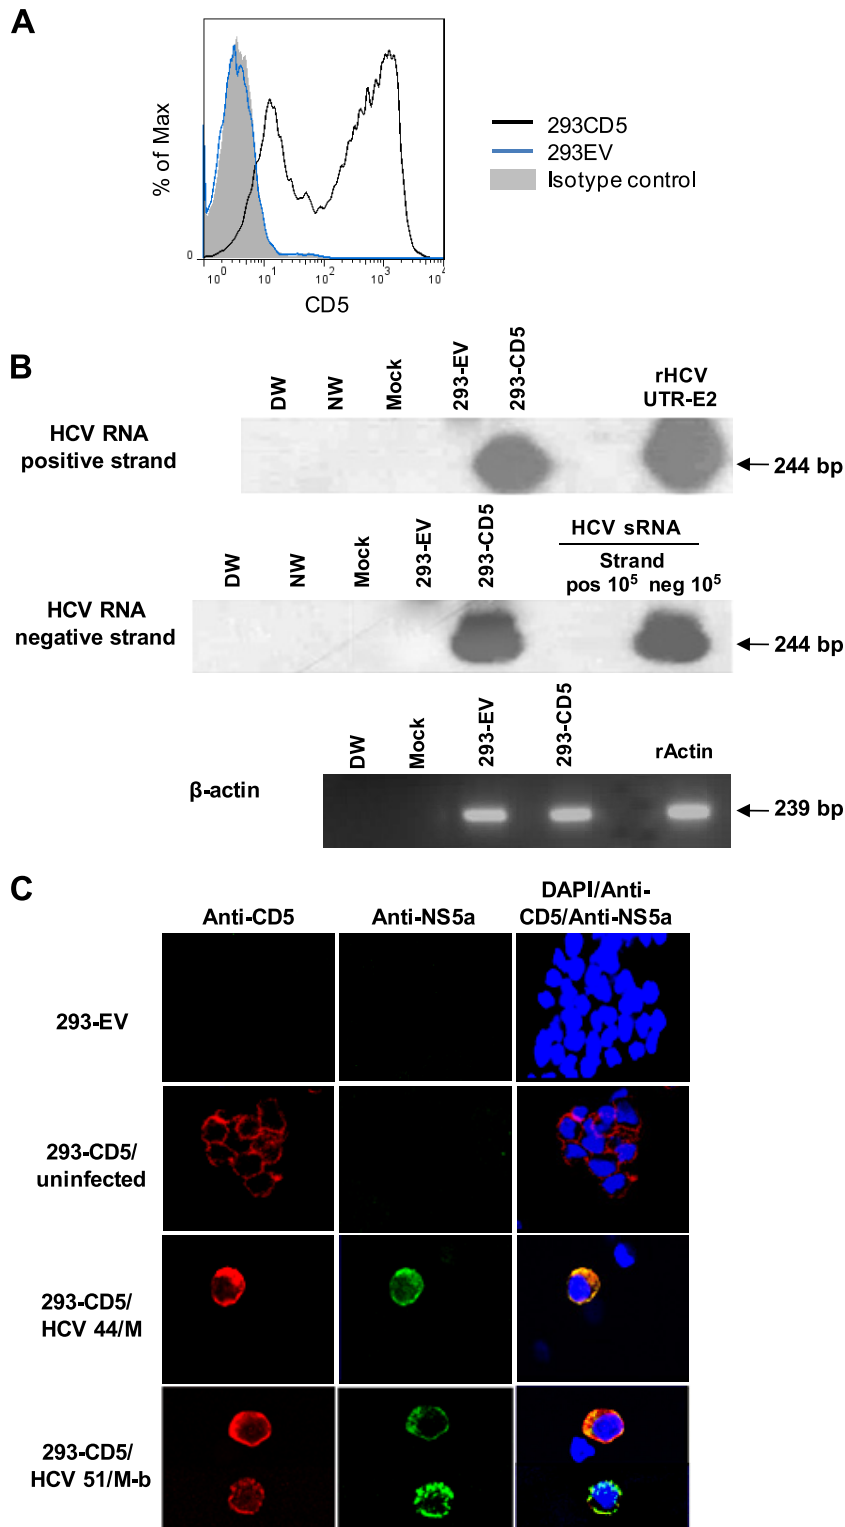 A
% of Max
0
10⁰ 10¹ 10² 10³ 10⁴
CD5
293CD5
293EV
Isotype control
B
DW NW Mock 293-EV 293-CD5 rHCV
UTR-E2
HCV RNA
positive strand
244 bp
DW NW Mock 293-EV 293-CD5 HCV sRNA
Strand
pos 10⁵ neg 10⁵
HCV RNA
negative strand
244 bp
DW Mock 293-EV 293-CD5 rActin
β-actin
239 bp
C
Anti-CD5 Anti-NS5a DAPI/Anti-
CD5/Anti-NS5a
293-EV
293-CD5/
uninfected
293-CD5/
HCV 44/M
293-CD5/
HCV 51/M-b